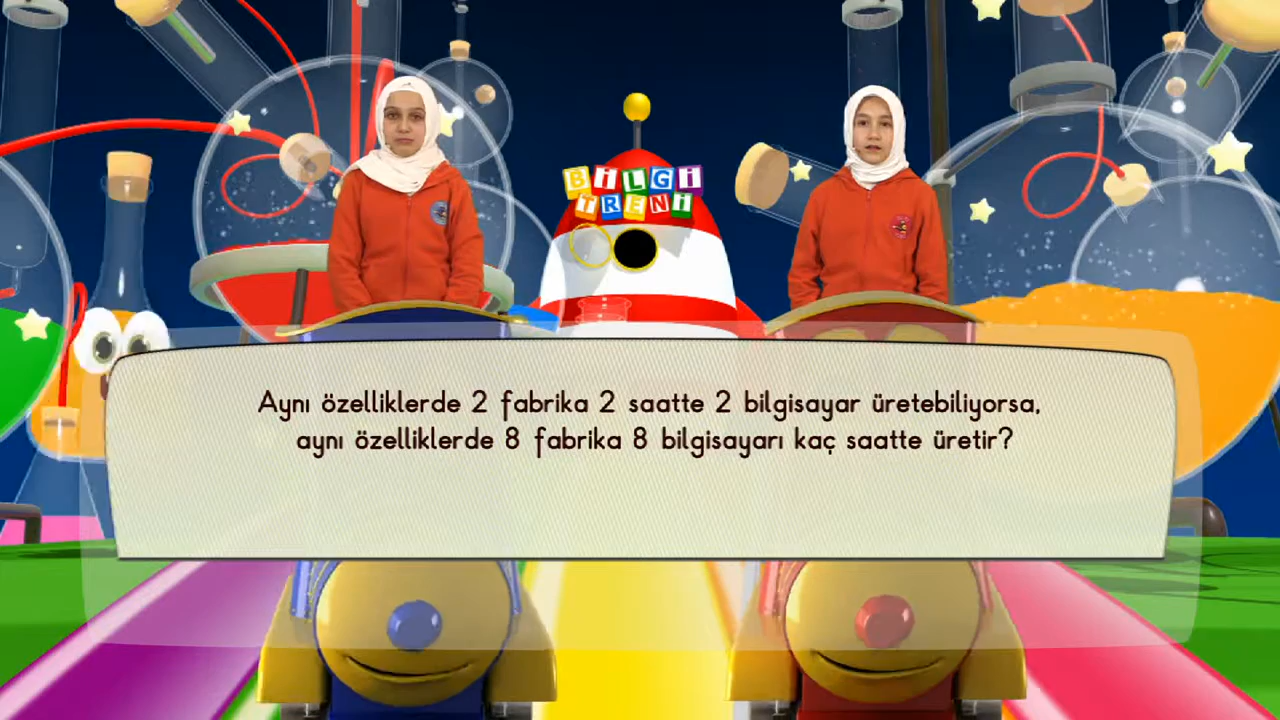 BİLGİ
TRENİ
Aynı özelliklerde 2 fabrika 2 saatte 2 bilgisayar üretebiliyorsa,
aynı özelliklerde 8 fabrika 8 bilgisayarı kaç saatte üretir?